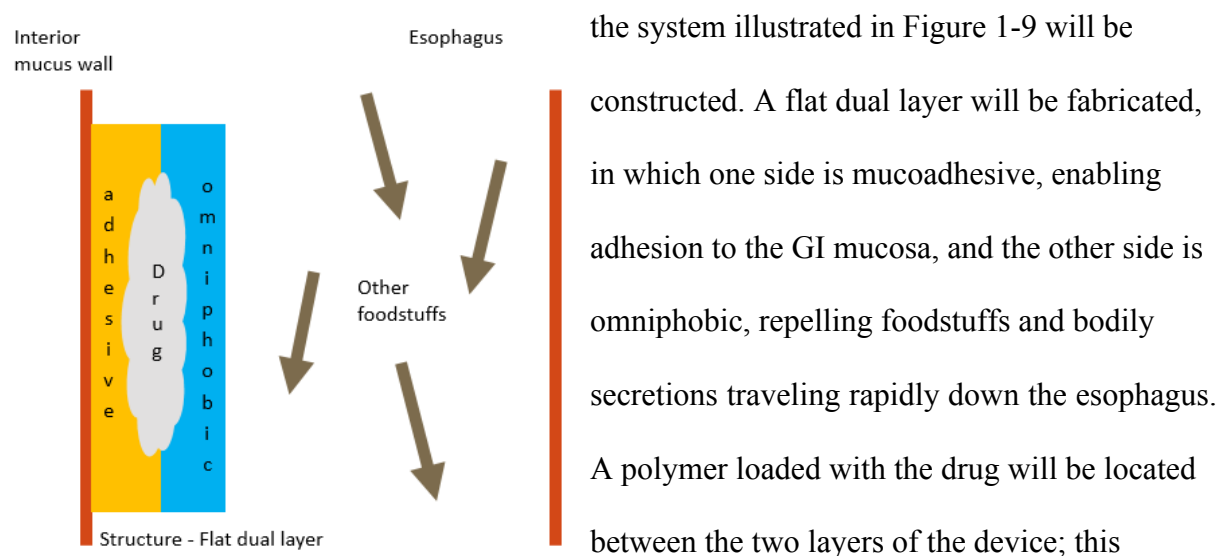 Interior
mucus wall
Esophagus
adhesive
Drug
omniphobic
Other
foodstuffs
Structure - Flat dual layer
the system illustrated in Figure 1-9 will be
constructed. A flat dual layer will be fabricated,
in which one side is mucoadhesive, enabling
adhesion to the GI mucosa, and the other side is
omniphobic, repelling foodstuffs and bodily
secretions traveling rapidly down the esophagus.
A polymer loaded with the drug will be located
between the two layers of the device; this